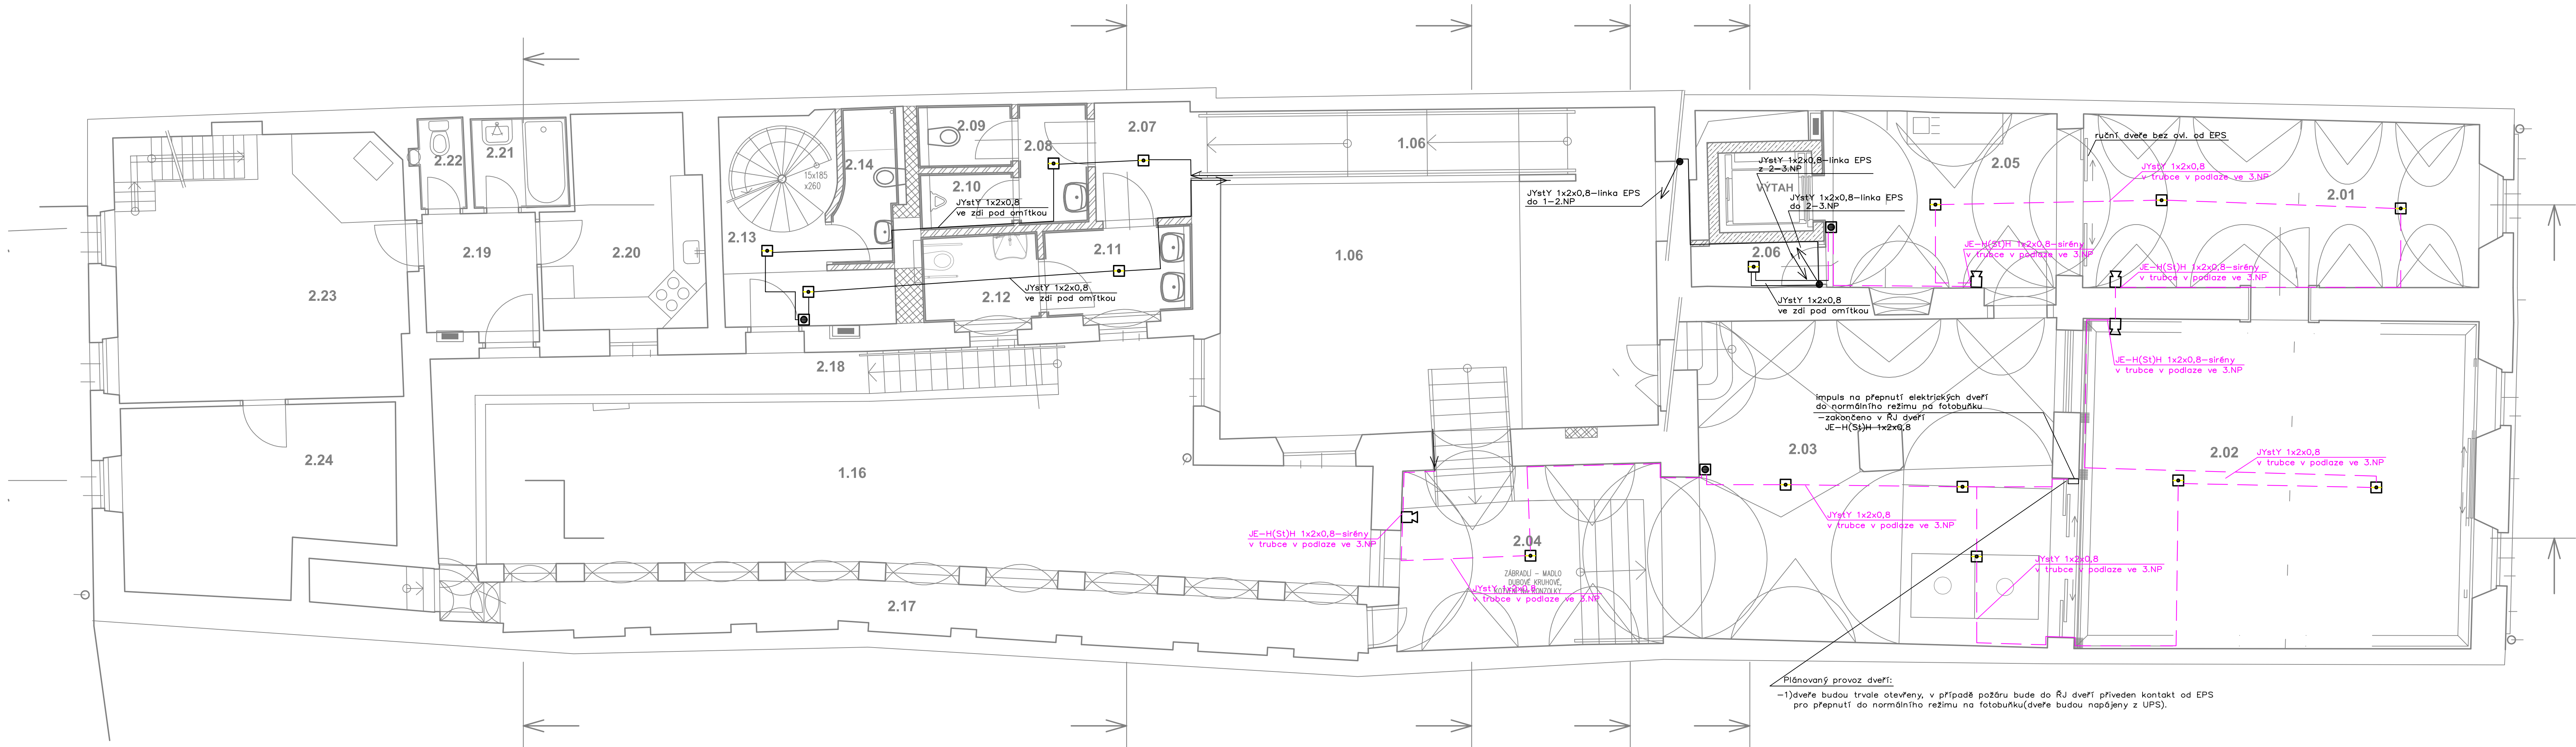 2.22
2.21
2.23
2.19
2.20
2.24
2.13
15x185
x260
2.14
2.09
2.08
2.07
2.10
JYstY 1x2x0,8
ve zdi pod omítkou
2.11
2.12
JYstY 1x2x0,8
ve zdi pod omítkou
2.18
1.16
2.17
1.06
1.06
JYstY 1x2x0,8-linka EPS
do 1-2.NP
JYstY 1x2x0,8-linka EPS
z 2-3.NP
VÝTAH
JYstY 1x2x0,8-linka EPS
do 2-3.NP
2.06
JYstY 1x2x0,8
ve zdi pod omítkou
2.05
JE-H(St)H 1x2x0,8-sirény
v trubce v podlaze ve 3.NP
ruční dveře bez ovl. od EPS
JYstY 1x2x0,8
v trubce v podlaze ve 3.NP
2.01
JE-H(St)H 1x2x0,8-sirény
v trubce v podlaze ve 3.NP
JE-H(St)H 1x2x0,8-sirény
v trubce v podlaze ve 3.NP
impuls na přepnutí elektrických dveří
do normálního režimu na fotobuňku
-zakončeno v ŘJ dveří
JE-H(St)H 1x2x0,8
2.03
JYstY 1x2x0,8
v trubce v podlaze ve 3.NP
2.02
JYstY 1x2x0,8
v trubce v podlaze ve 3.NP
JE-H(St)H 1x2x0,8-sirény
v trubce v podlaze ve 3.NP
2.04
ZÁBRADLÍ - MADLO
DUBOVÉ KRUHOVÉ,
JYstY 1x2x0,8
v trubce v podlaze ve 3.NP
JYstY 1x2x0,8
v trubce v podlaze ve 3.NP
Plánovaný provoz dveří:
-1)dveře budou trvale otevřeny, v případě požáru bude do ŘJ dveří přiveden kontakt od EPS
pro přepnutí do normálního režimu na fotobuňku(dveře budou napájeny z UPS).